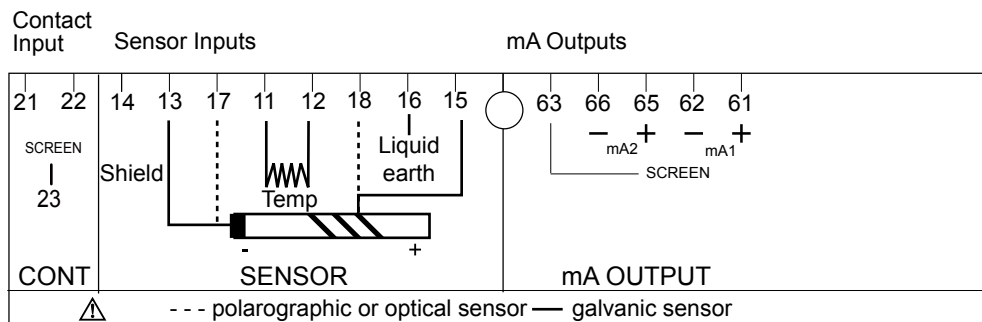 Contact
Input
Sensor Inputs
mA Outputs
21 22 14 13 17 11 12 18 16 15 63 66 65 62 61
− mA2 + − mA1 +
SCREEN
23
Shield
Temp
Liquid
earth
SCREEN
- +
CONT SENSOR mA OUTPUT
⚠ - - - polarographic or optical sensor — galvanic sensor